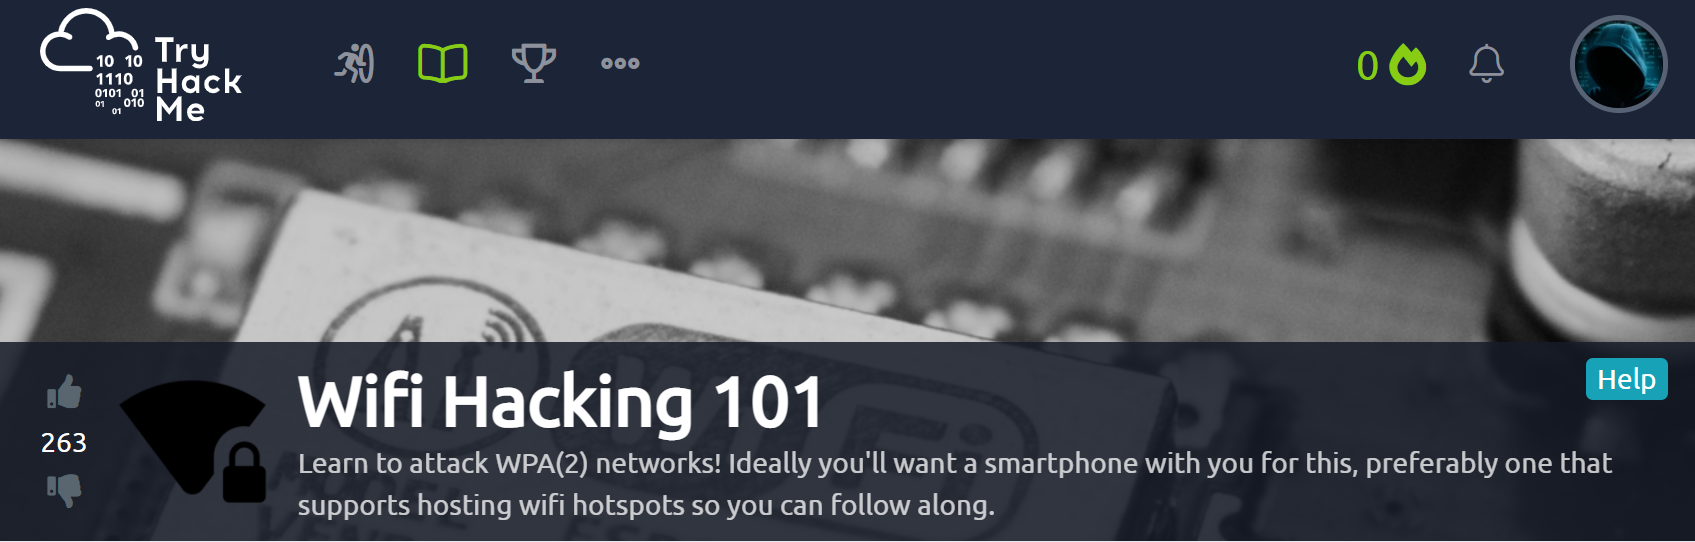 Try
Hack
Me
10 10
1110
0101 01
01 010
01
0
263
Wifi Hacking 101
Help
Learn to attack WPA(2) networks! Ideally you'll want a smartphone with you for this, preferably one that
supports hosting wifi hotspots so you can follow along.